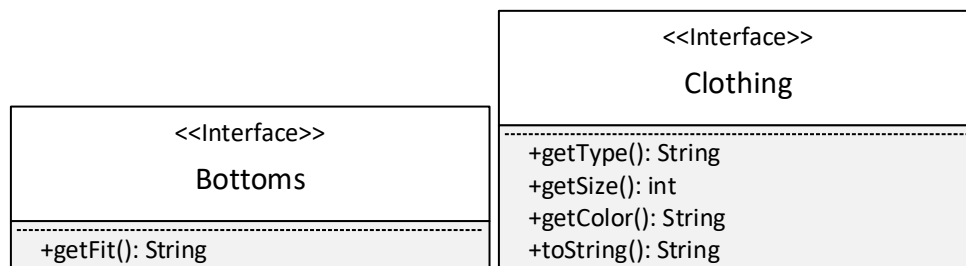 <<Interface>>
Bottoms
+getFit(): String
<<Interface>>
Clothing
+getType(): String
+getSize(): int
+getColor(): String
+toString(): String